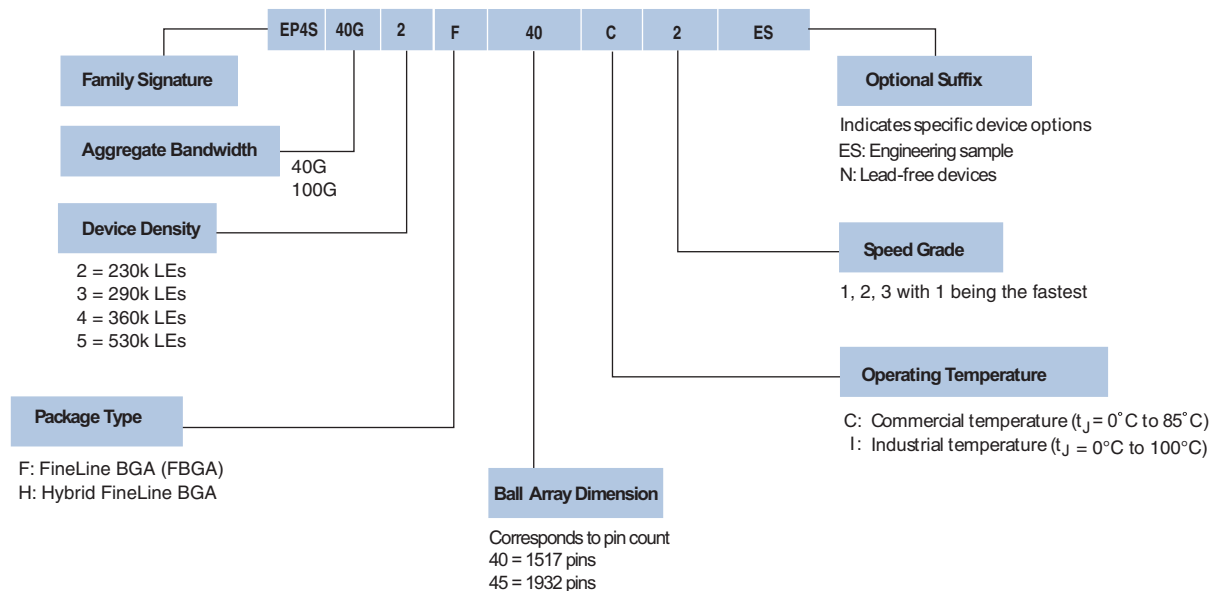 EP4S 40G 2 F 40 C 2 ES
Family Signature
Aggregate Bandwidth
40G
100G
Device Density
2 = 230k LEs
3 = 290k LEs
4 = 360k LEs
5 = 530k LEs
Package Type
F: FineLine BGA (FBGA)
H: Hybrid FineLine BGA
Ball Array Dimension
Corresponds to pin count
40 = 1517 pins
45 = 1932 pins
Optional Suffix
Indicates specific device options
ES: Engineering sample
N: Lead-free devices
Speed Grade
1, 2, 3 with 1 being the fastest
Operating Temperature
C: Commercial temperature (tJ = 0˚C to 85˚C)
I: Industrial temperature (tJ = 0°C to 100°C)